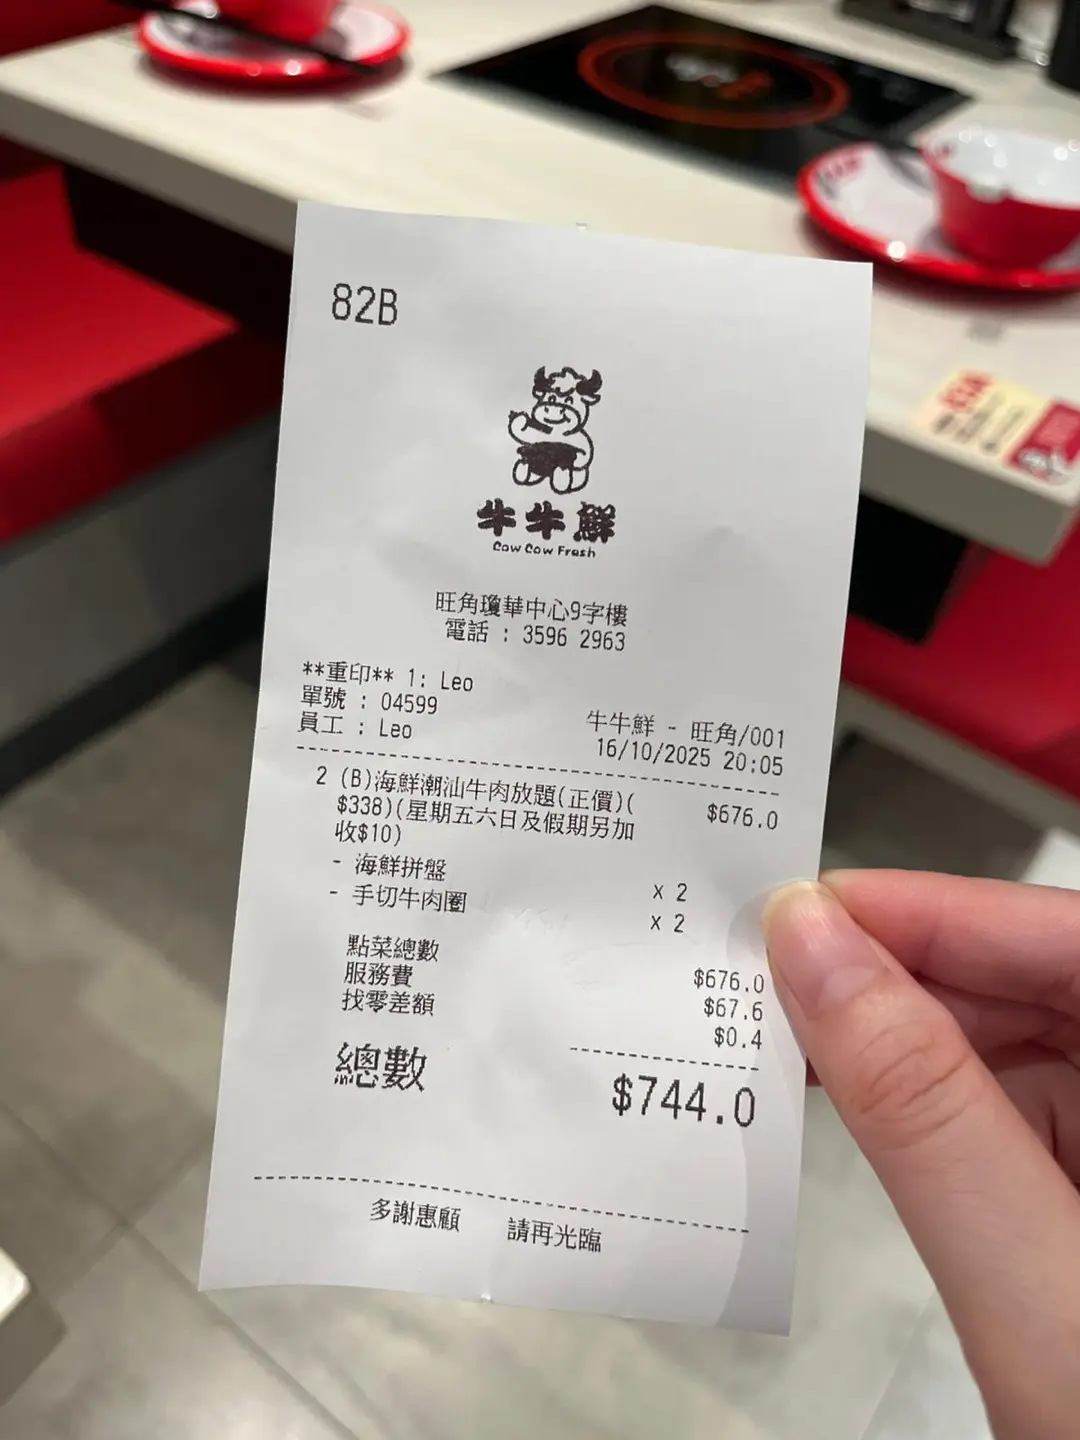 82B
牛牛鮮
Cow Cow Fresh
旺角瓊華中心9字樓
電話 : 3596 2963
**重印** 1: Leo
單號 : 04599
員工 : Leo
牛牛鮮 - 旺角/001
16/10/2025 20:05
2 (B)海鮮潮汕牛肉放題(正價)( $676.0
$338)(星期五六日及假期另加
收$10)
- 海鮮拼盤 x 2
- 手切牛肉圈 x 2
點菜總數 $676.0
服務費 $67.6
找零差額 $0.4
總數 $744.0
多謝惠顧 請再光臨